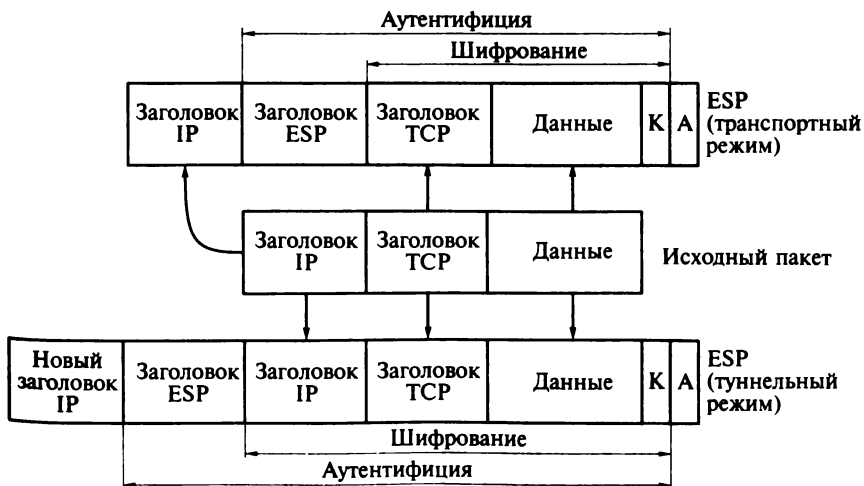 Аутентифиция
Шифрование
Заголовок IP
Заголовок ESP
Заголовок TCP
Данные
К
А
ESP (транспортный режим)
Заголовок IP
Заголовок TCP
Данные
Исходный пакет
Новый заголовок IP
Заголовок ESP
Заголовок IP
Заголовок TCP
Данные
К
А
ESP (туннельный режим)
Шифрование
Аутентифиция